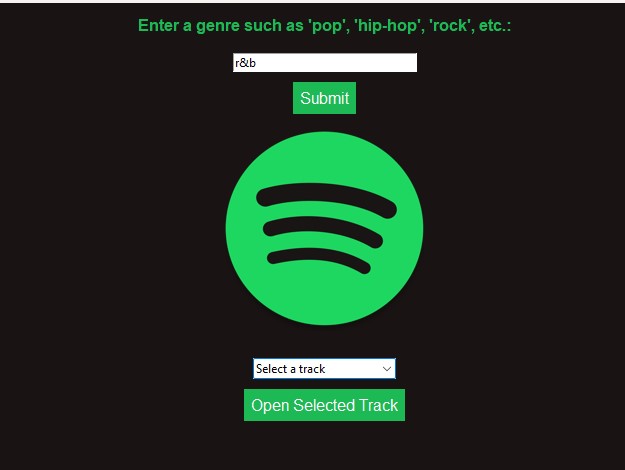 Enter a genre such as 'pop', 'hip-hop', 'rock', etc.:
r&b
Submit
Select a track
Open Selected Track